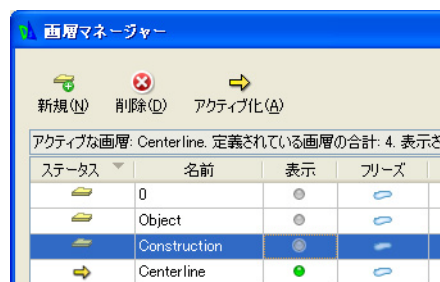 画層マネージャー
新規(N) 削除(D) アクティブ化(A)
アクティブな画層: Centerline. 定義されている画層の合計: 4. 表示さ
ステータス 名前 表示 フリーズ
0
Object
Construction
Centerline